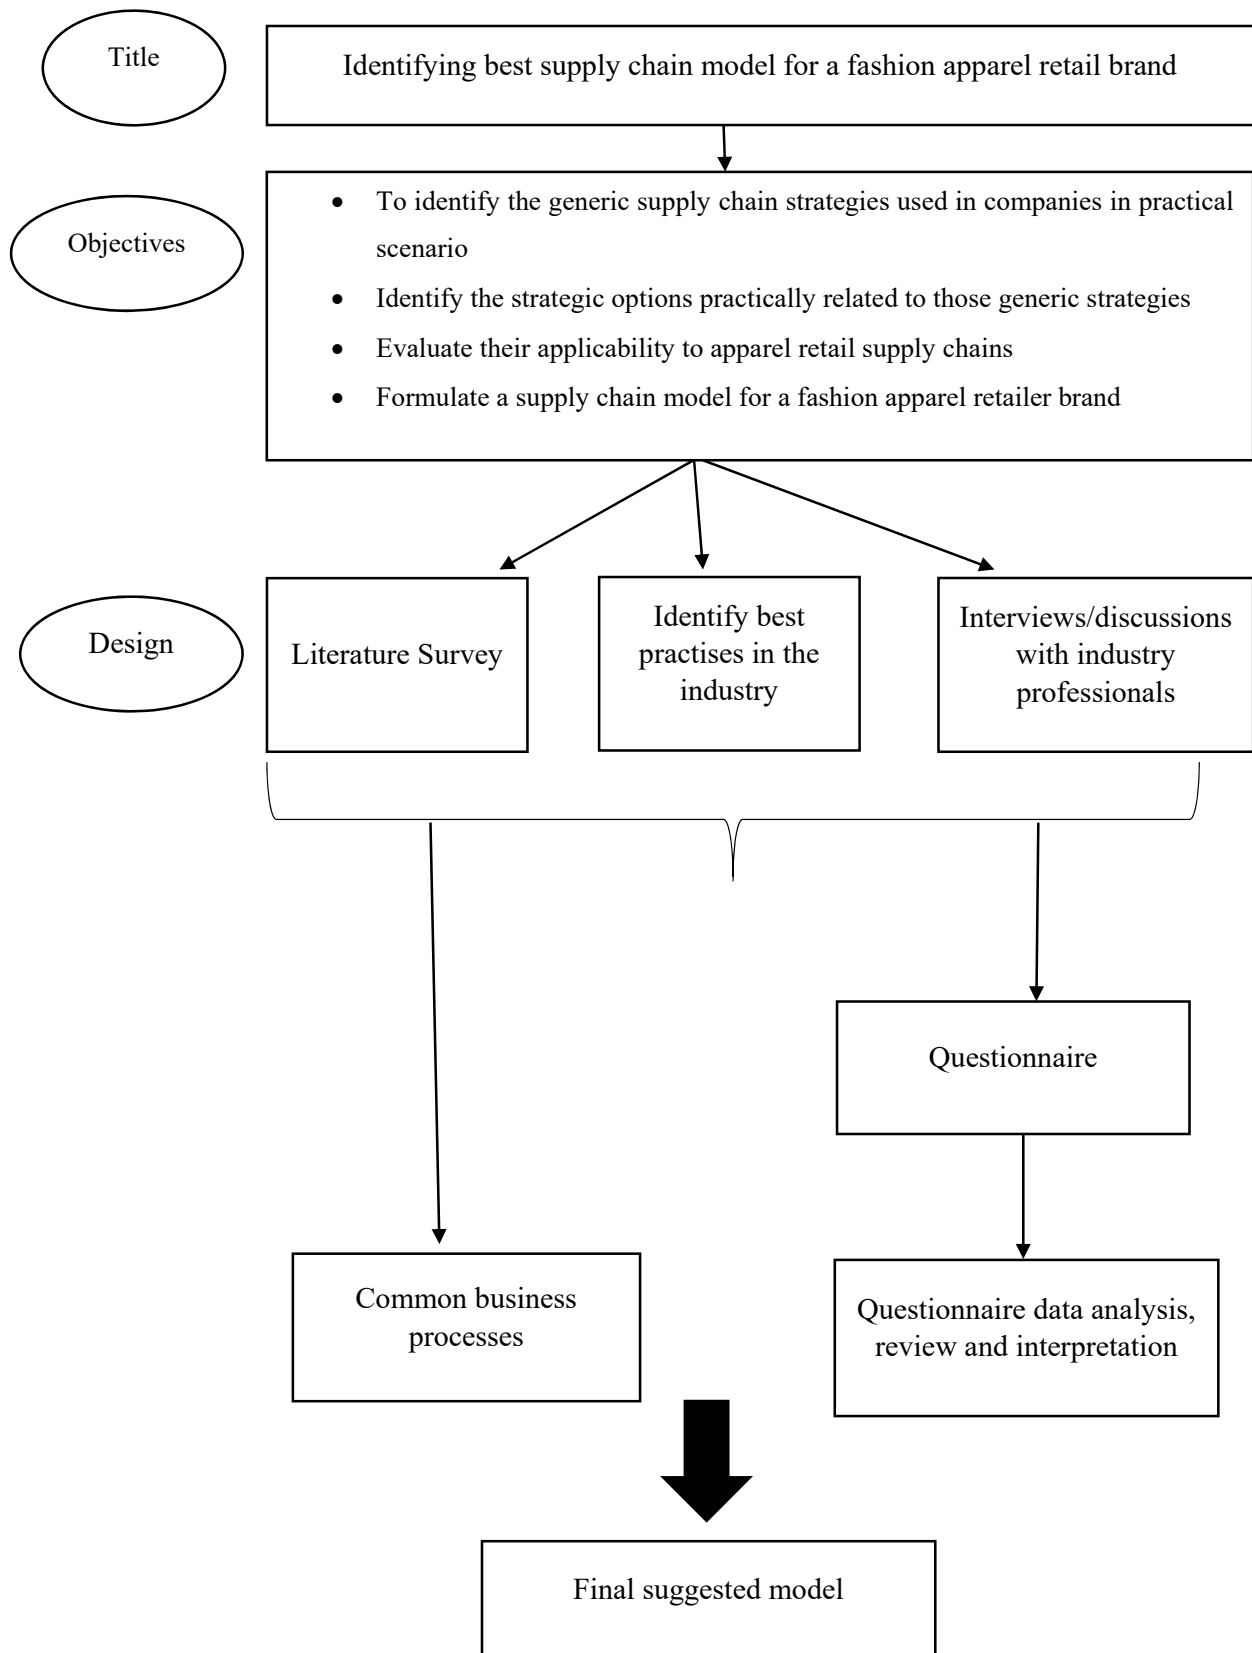 Title
Identifying best supply chain model for a fashion apparel retail brand
Objectives
• To identify the generic supply chain strategies used in companies in practical
scenario
• Identify the strategic options practically related to those generic strategies
• Evaluate their applicability to apparel retail supply chains
• Formulate a supply chain model for a fashion apparel retailer brand
Design
Literature Survey
Identify best
practises in the
industry
Interviews/discussions
with industry
professionals
Questionnaire
Common business
processes
Questionnaire data analysis,
review and interpretation
Final suggested model